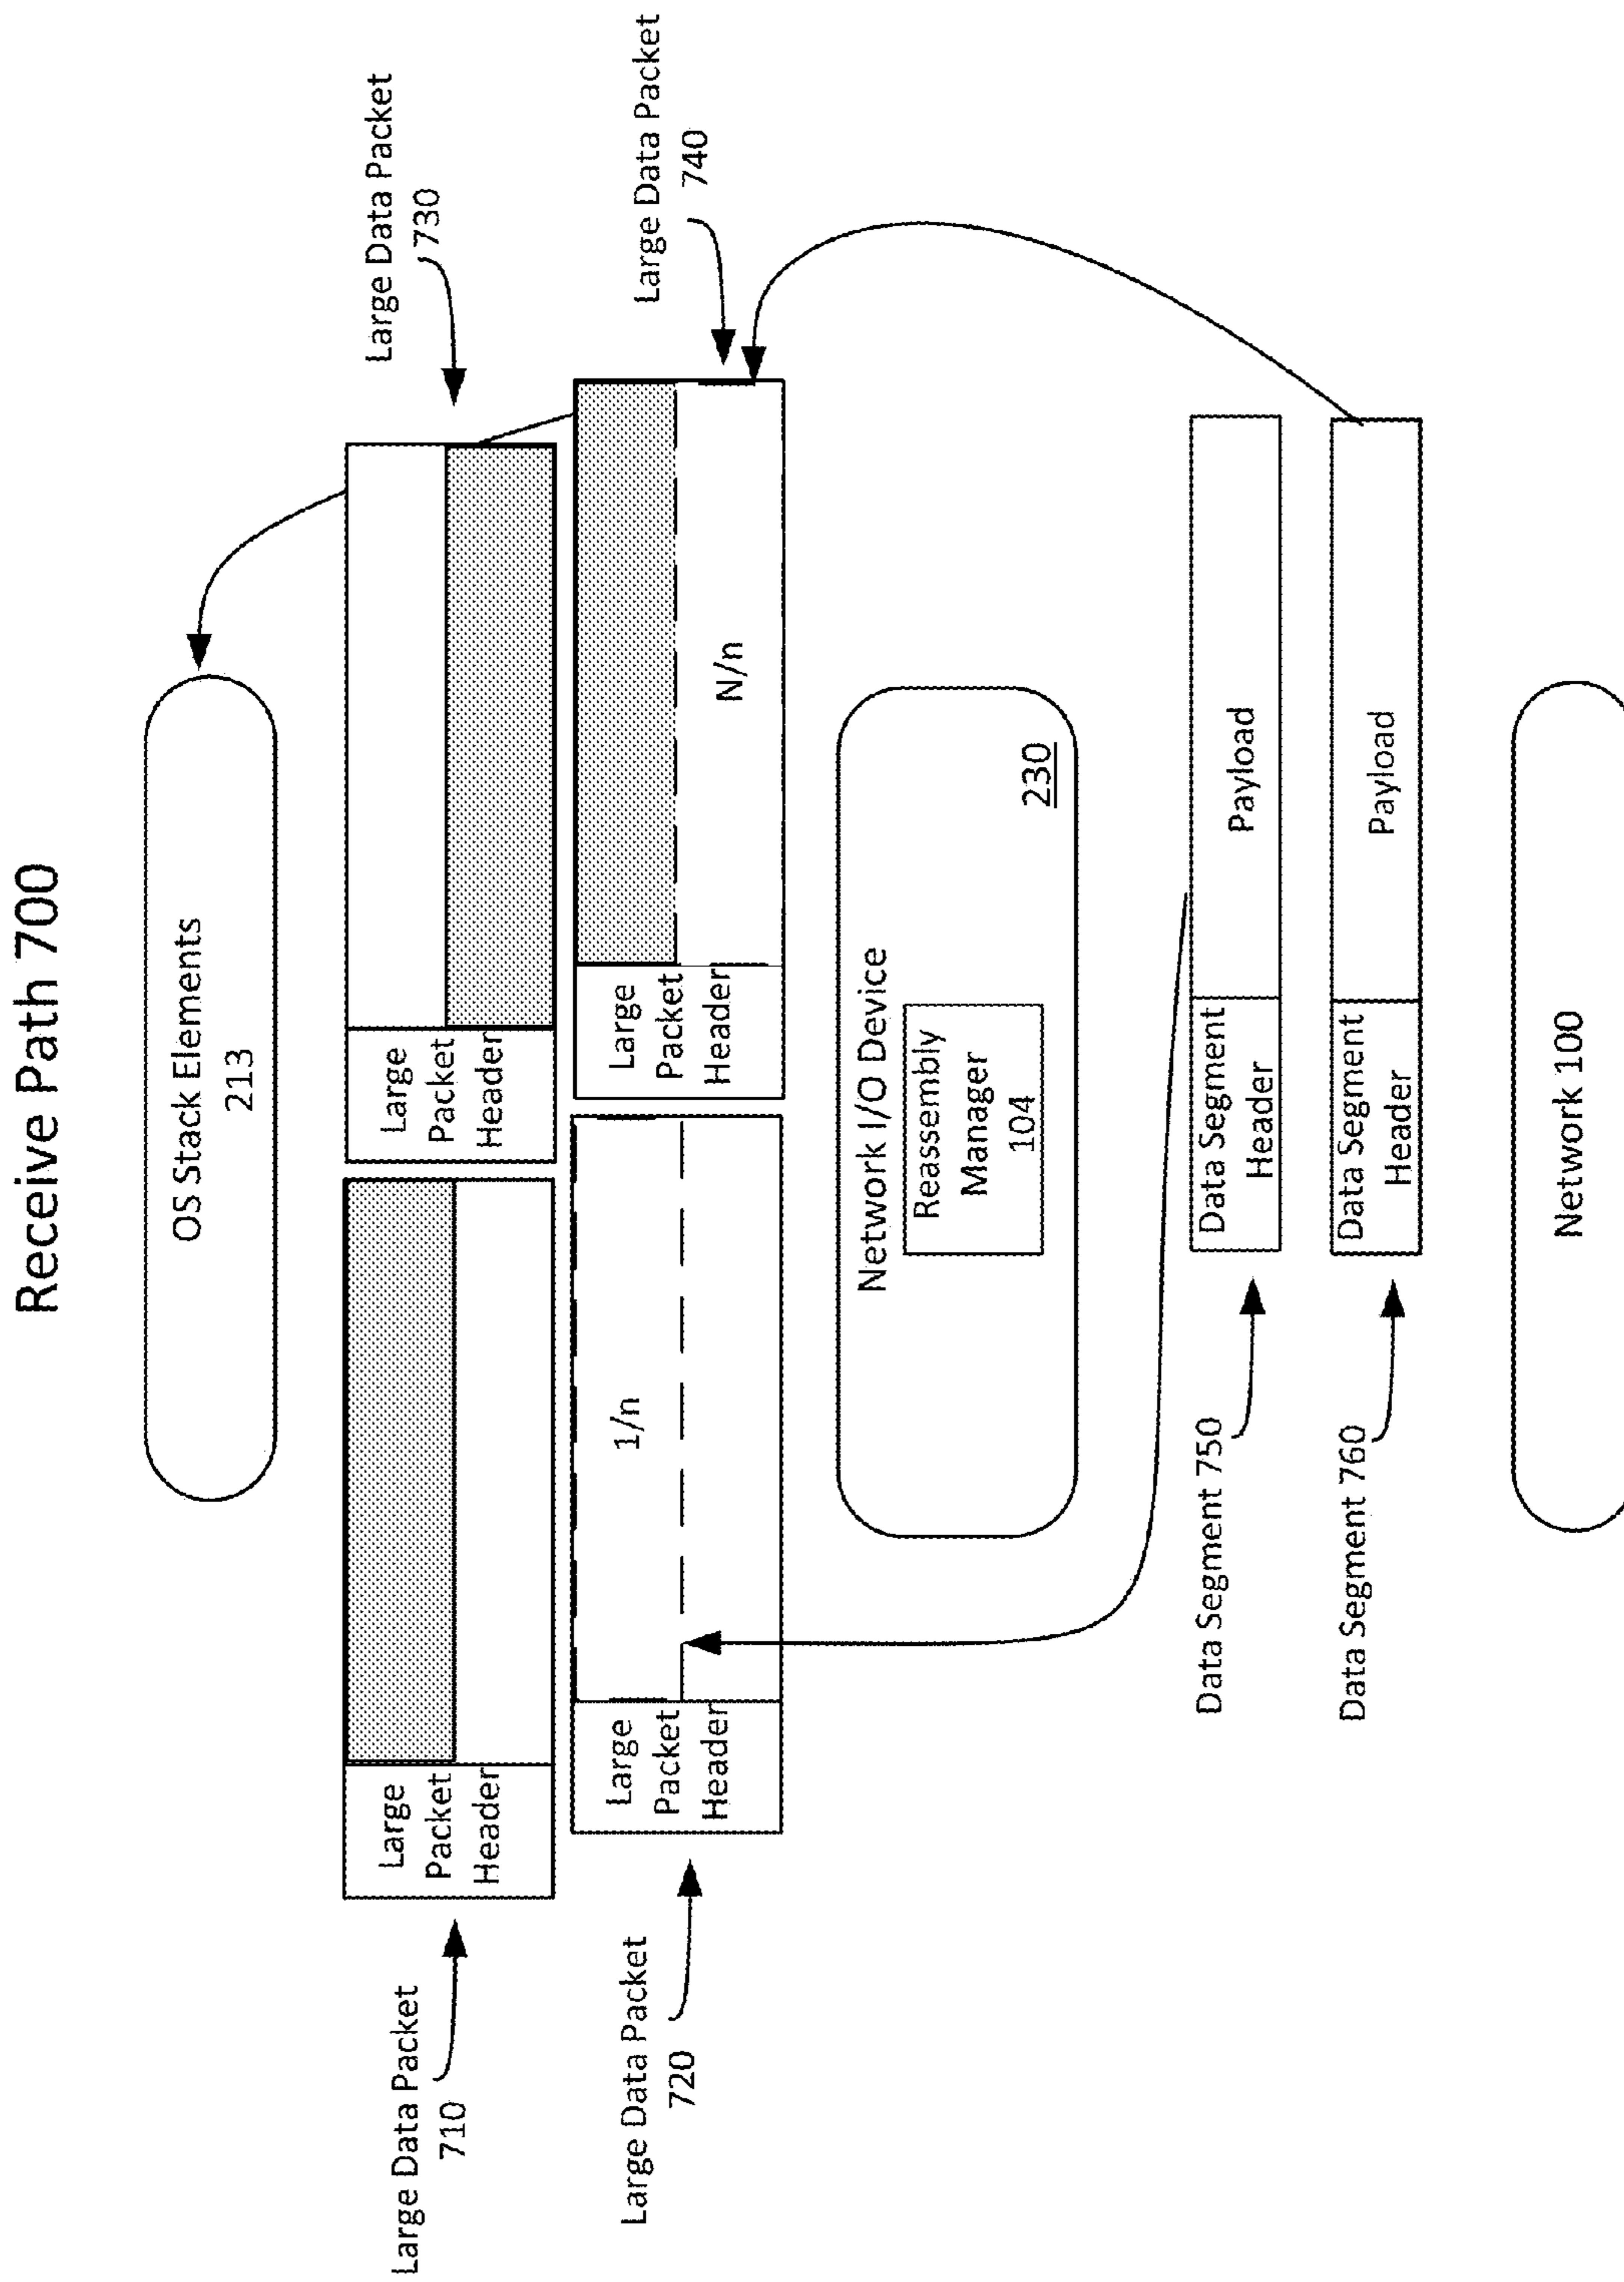 Receive Path 700
OS Stack Elements
213
Large Data Packet
710
Large
Packet
Header
Large
Packet
Header
Large Data Packet
730
Large Data Packet
720
Large
Packet
Header
1/n
Large
Packet
Header
N/n
Large Data Packet
740
Network I/O Device
Reassembly
Manager
104
230
Data Segment 750
Data Segment
Header
Payload
Data Segment 760
Data Segment
Header
Payload
Network 100